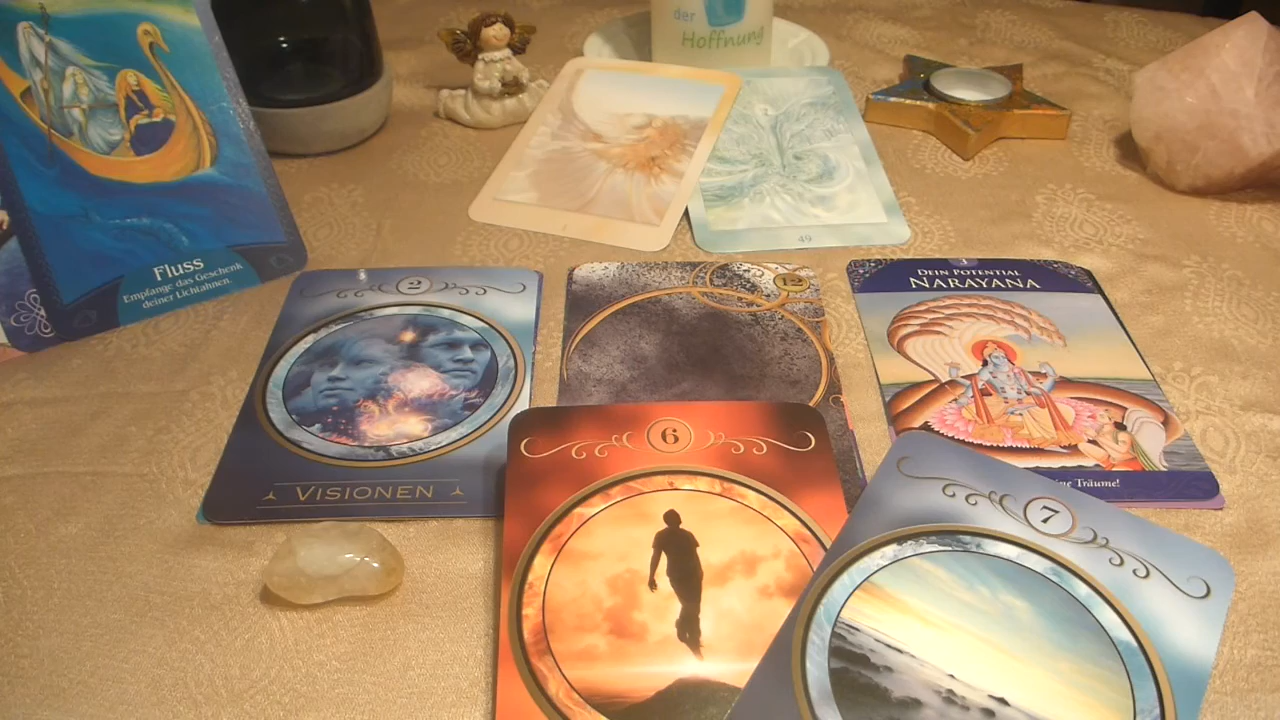 der
Hoffnung
49
Fluss
Empfange das Geschenk
deiner Lichtahnen.
2
VISIONEN
12
3
DEIN POTENTIAL
NARAYANA
Träume!
6
7